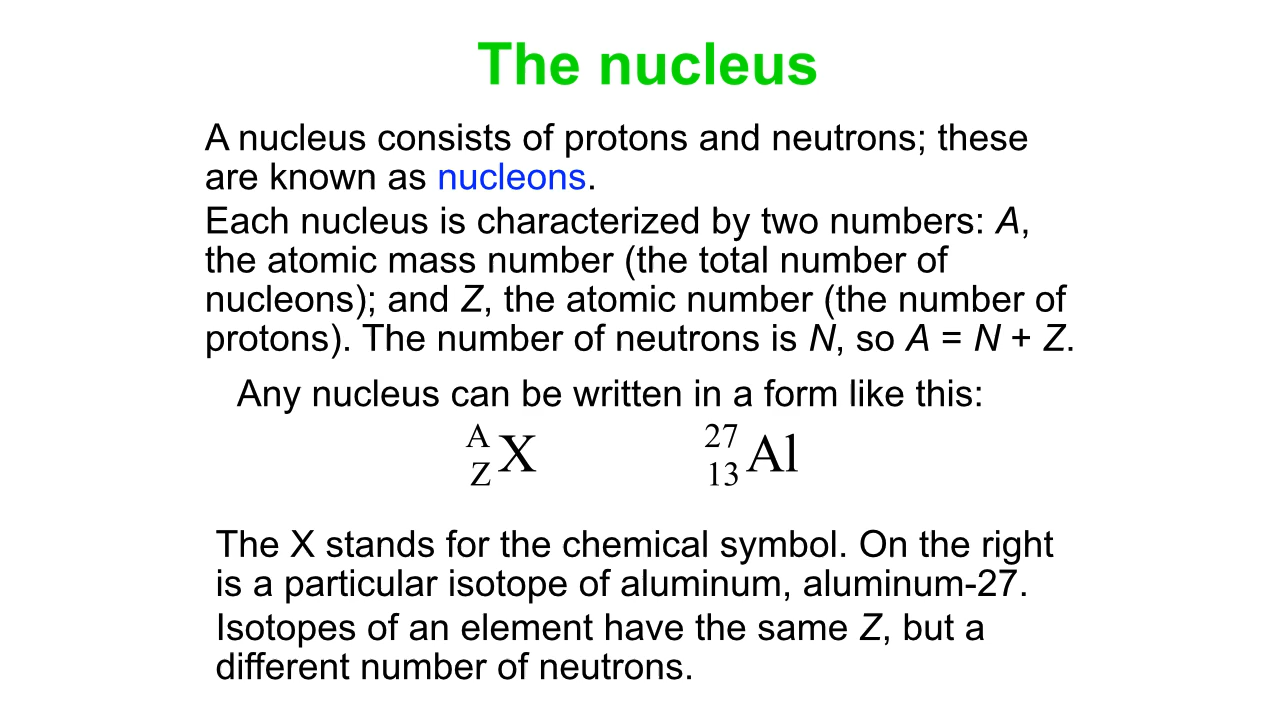 The nucleus
A nucleus consists of protons and neutrons; these
are known as nucleons.
Each nucleus is characterized by two numbers: A,
the atomic mass number (the total number of
nucleons); and Z, the atomic number (the number of
protons). The number of neutrons is N, so A = N + Z.
Any nucleus can be written in a form like this:
A
Z X
27
13 Al
The X stands for the chemical symbol. On the right
is a particular isotope of aluminum, aluminum-27.
Isotopes of an element have the same Z, but a
different number of neutrons.